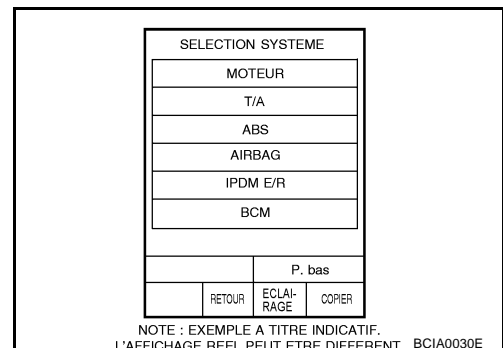 SELECTION SYSTEME
MOTEUR
T/A
ABS
AIRBAG
IPDM E/R
BCM
P. bas
RETOUR
ECLAI-
RAGE
COPIER
NOTE : EXEMPLE A TITRE INDICATIF.
L'AFFICHAGE REEL PEUT ETRE DIFFERENT. BCIA0030E